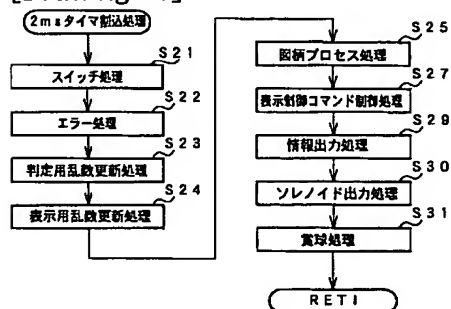 2msタイマ割込処理
S21
スイッチ処理
S22
エラー処理
S23
判定用乱数更新処理
S24
表示用乱数更新処理
S25
図柄プロセス処理
S27
表示制御コマンド制御処理
S29
情報出力処理
S30
ソレノイド出力処理
S31
賞球処理
RETI